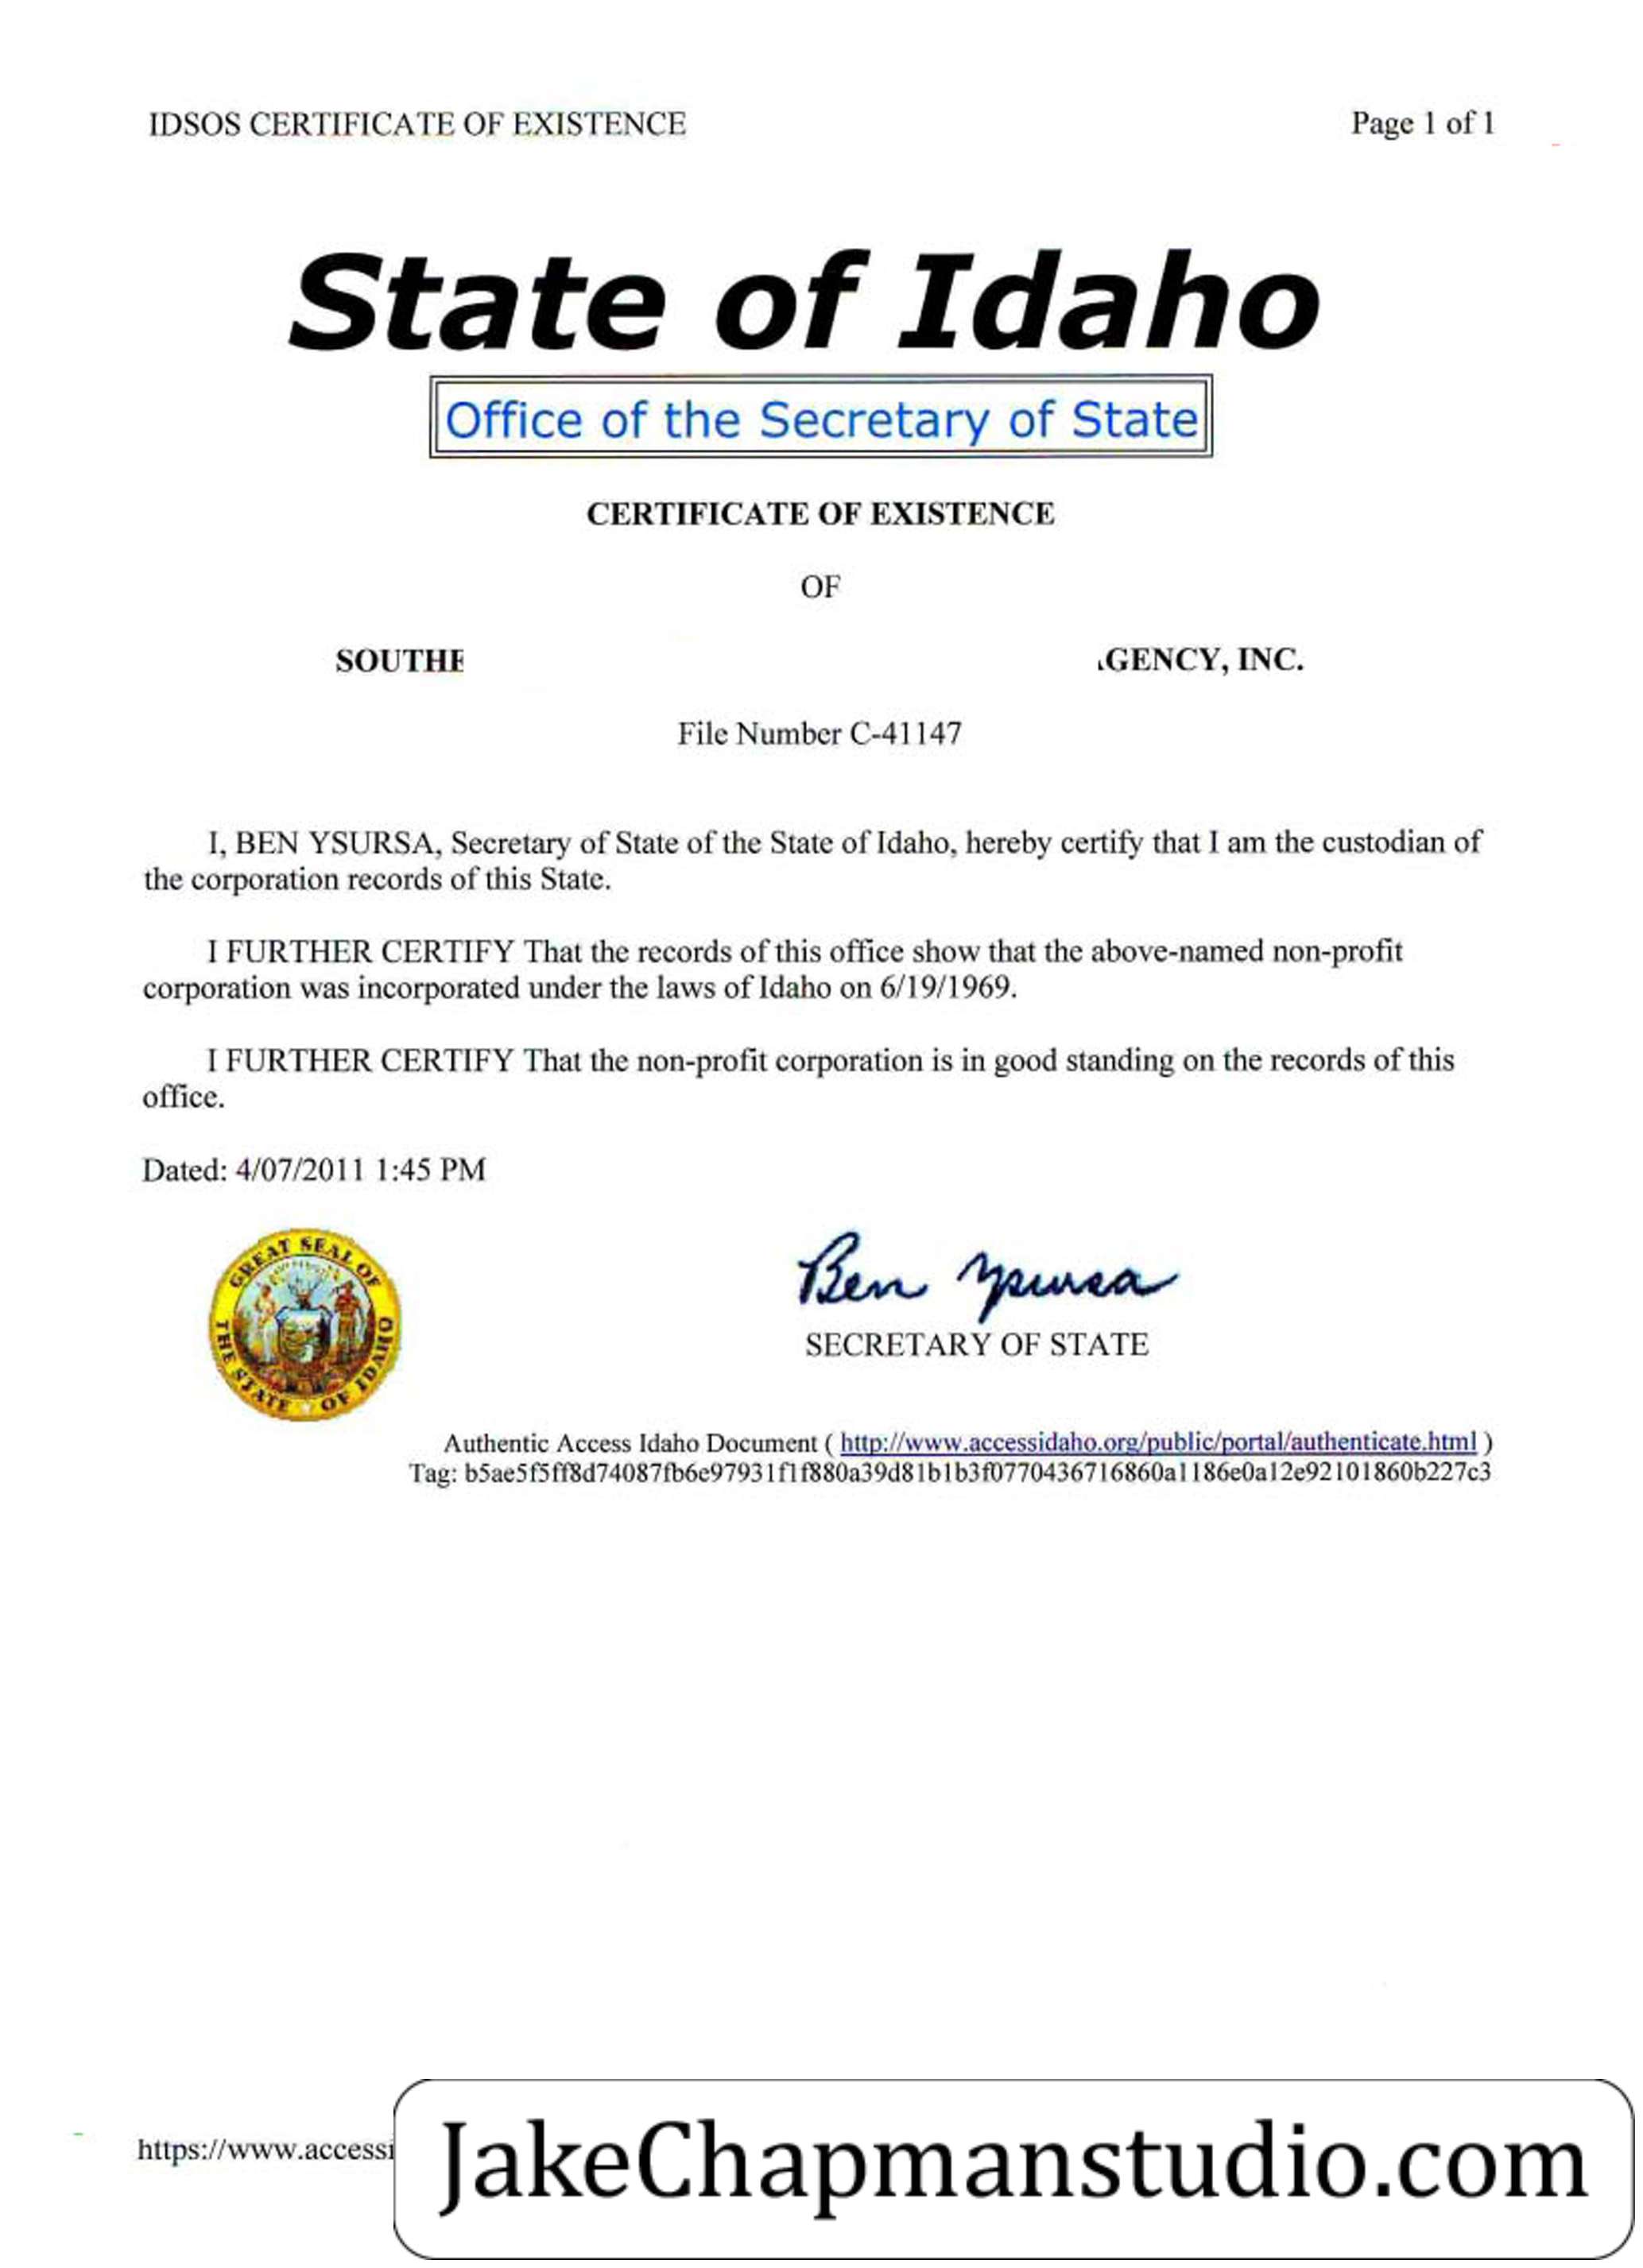 IDSOS CERTIFICATE OF EXISTENCE
Page 1 of 1
State of Idaho
Office of the Secretary of State
CERTIFICATE OF EXISTENCE
OF
SOUTHE GENCY, INC.
File Number C-41147
I, BEN YSURSA, Secretary of State of the State of Idaho, hereby certify that I am the custodian of
the corporation records of this State.
I FURTHER CERTIFY That the records of this office show that the above-named non-profit
corporation was incorporated under the laws of Idaho on 6/19/1969.
I FURTHER CERTIFY That the non-profit corporation is in good standing on the records of this
office.
Dated: 4/07/2011 1:45 PM
GREAT SEAL OF THE STATE OF IDAHO
Ben Ysursa
SECRETARY OF STATE
Authentic Access Idaho Document ( http://www.accessidaho.org/public/portal/authenticate.html )
Tag: b5ae5f5ff8d74087fb6e97931f1f880a39d81b1b3f0770436716860a1186e0a12e92101860b227c3
https://www.accessi
JakeChapmanstudio.com